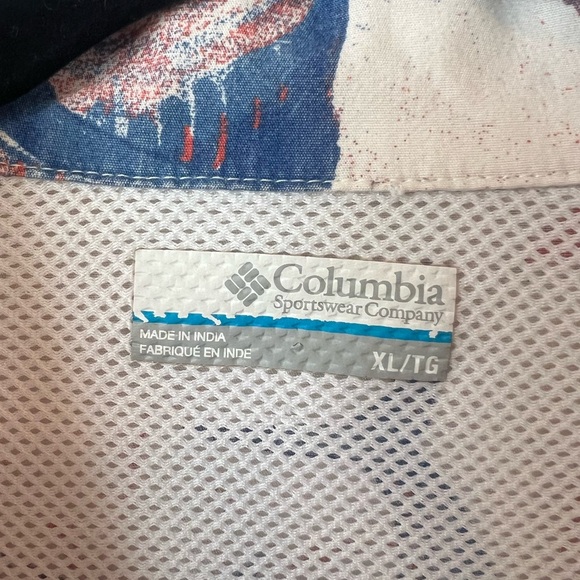 Columbia
Sportswear Company
MADE IN INDIA
FABRIQUÉ EN INDE
XL/TG